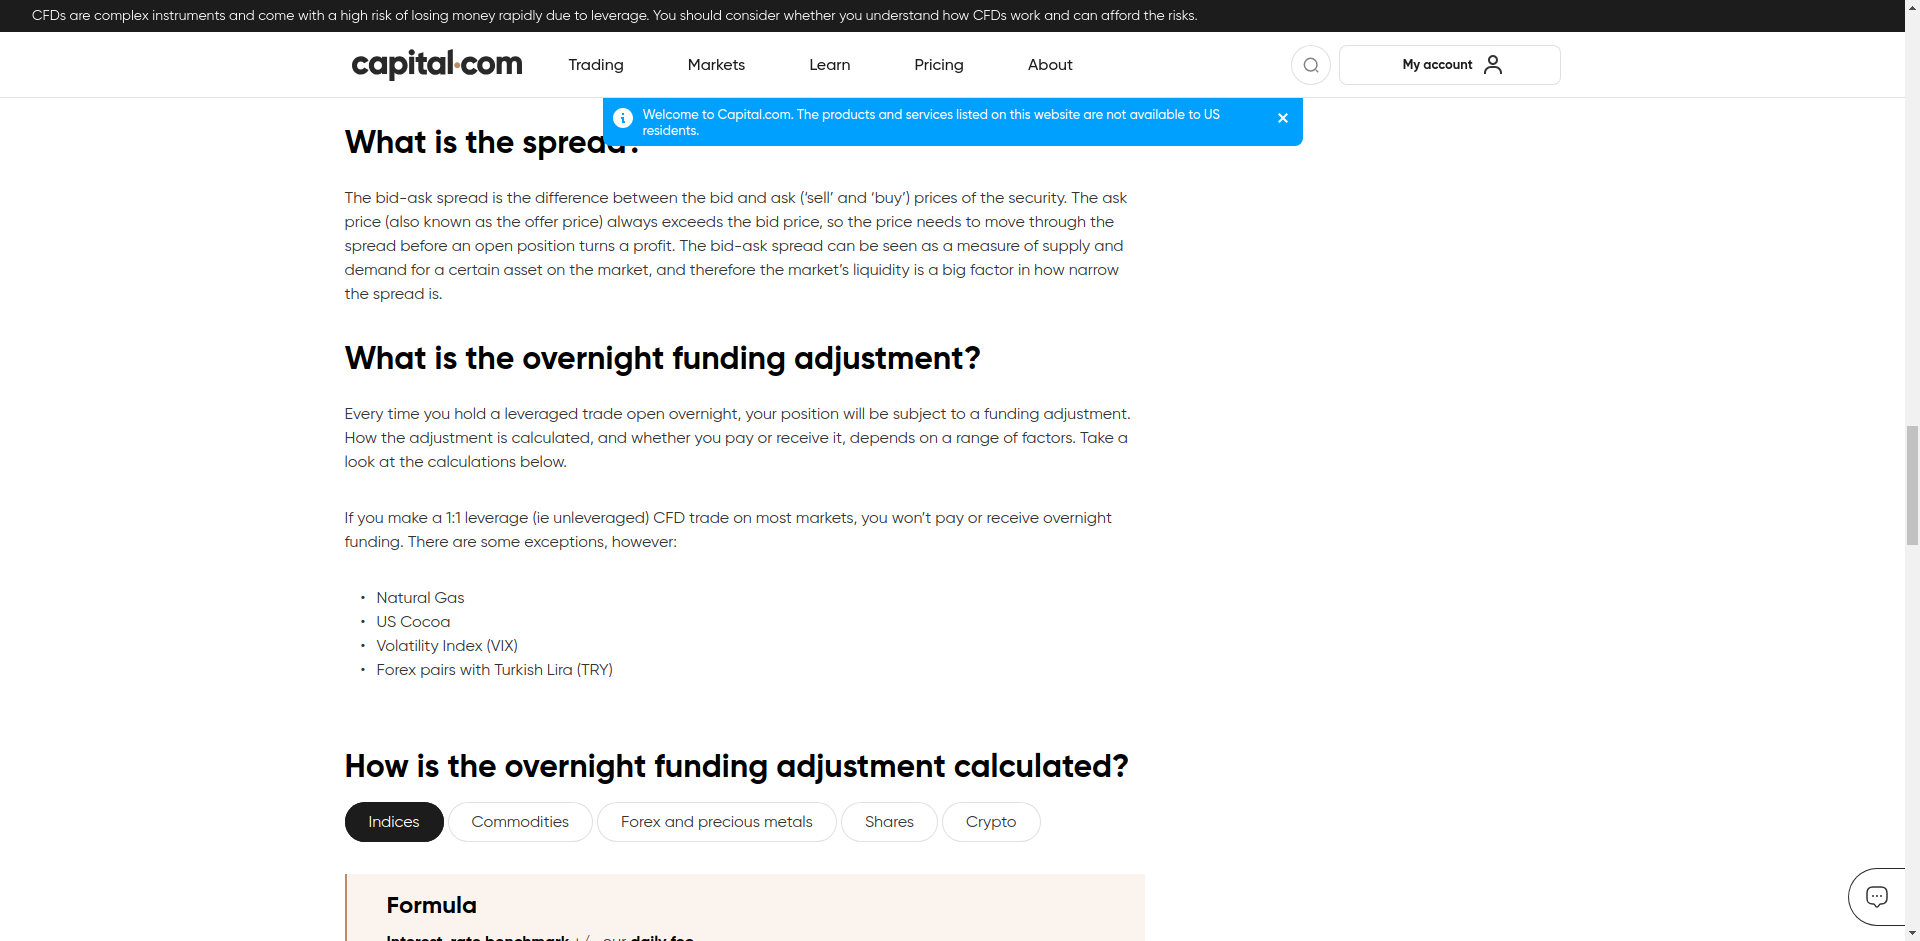 CFDs are complex instruments and come with a high risk of losing money rapidly due to leverage. You should consider whether you understand how CFDs work and can afford the risks.
capital.com
Trading
Markets
Learn
Pricing
About
My account
Welcome to Capital.com. The products and services listed on this website are not available to US
residents.
What is the spread?
The bid-ask spread is the difference between the bid and ask (‘sell’ and ‘buy’) prices of the security. The ask
price (also known as the offer price) always exceeds the bid price, so the price needs to move through the
spread before an open position turns a profit. The bid-ask spread can be seen as a measure of supply and
demand for a certain asset on the market, and therefore the market’s liquidity is a big factor in how narrow
the spread is.
What is the overnight funding adjustment?
Every time you hold a leveraged trade open overnight, your position will be subject to a funding adjustment.
How the adjustment is calculated, and whether you pay or receive it, depends on a range of factors. Take a
look at the calculations below.
If you make a 1:1 leverage (ie unleveraged) CFD trade on most markets, you won’t pay or receive overnight
funding. There are some exceptions, however:
• Natural Gas
• US Cocoa
• Volatility Index (VIX)
• Forex pairs with Turkish Lira (TRY)
How is the overnight funding adjustment calculated?
Indices
Commodities
Forex and precious metals
Shares
Crypto
Formula
Interest-rate benchmark +/- our daily fee